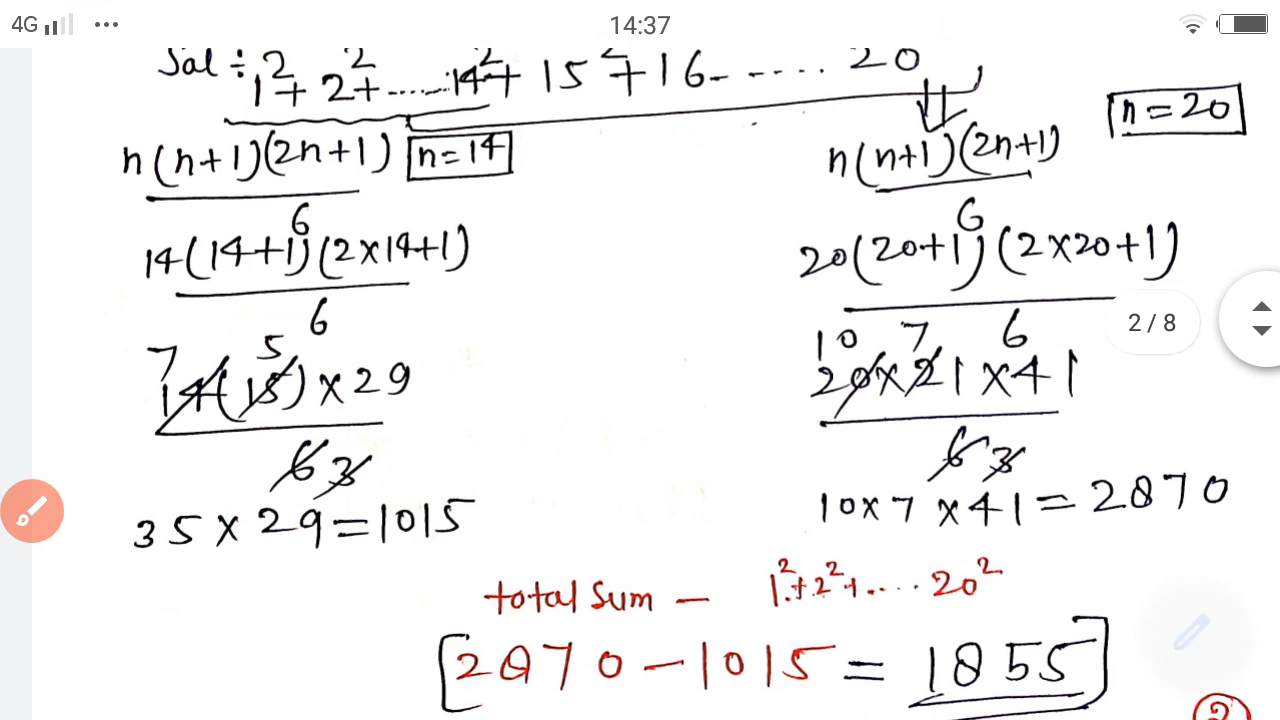 4G ... 14:37
Sol ÷ 1² + 2² + ...... 14² + 15² + 16 - - .... 20
n = 20
n(n+1)(2n+1) n = 14 n(n+1)(2n+1)
6 6
14(14+1)(2×14+1) 20(20+1)(2×20+1)
6 6
2 / 8
7 5 10 7
14(15)×29 20×21×41
6 3 6 3
35×29=1015 10×7×41=2870
total sum — 1²+2²+.... 20²
[2870-1015 = 1855]
2